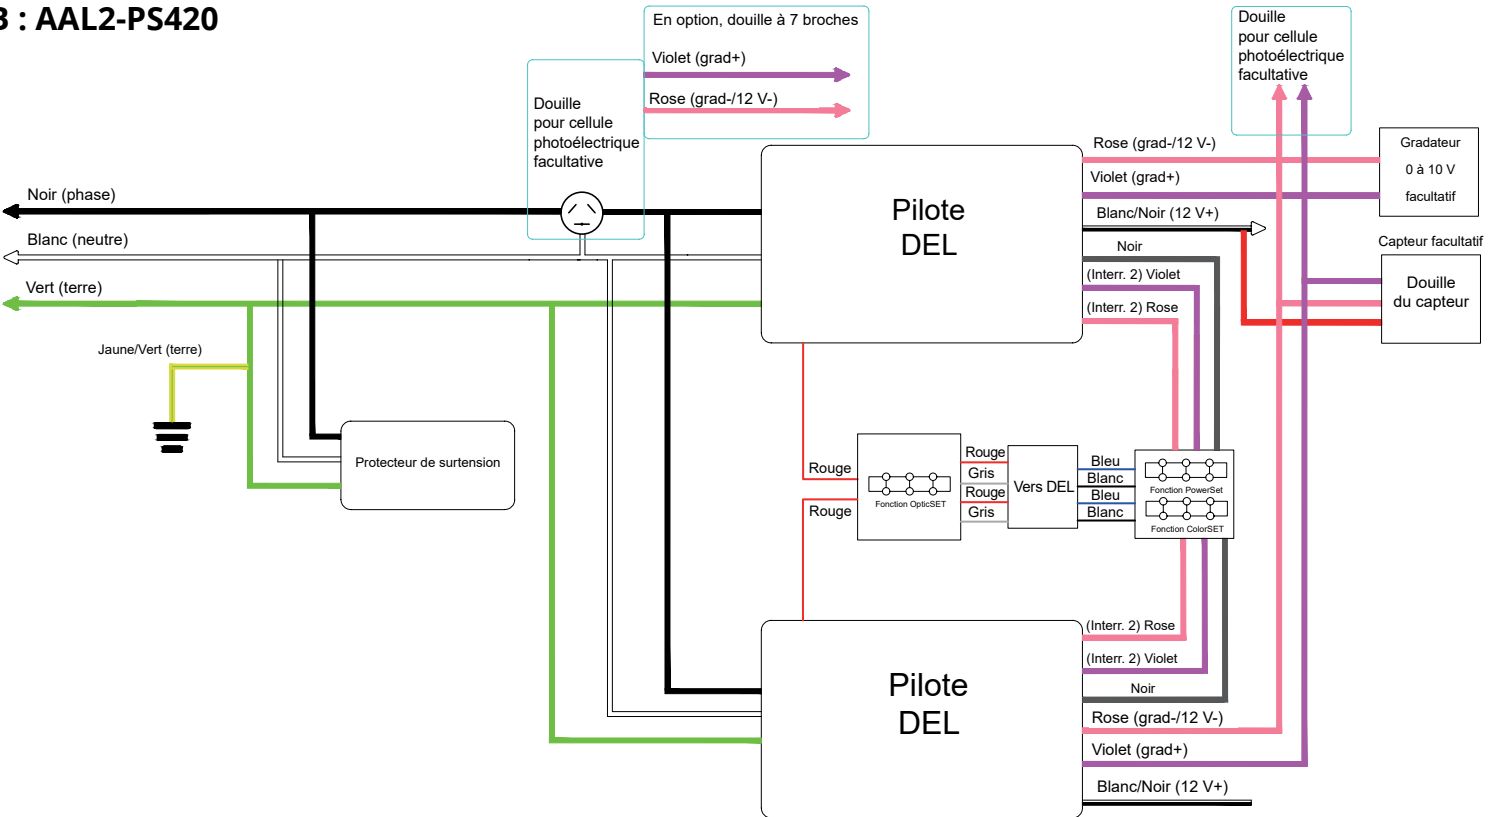 3 : AAL2-PS420
En option, douille à 7 broches
Violet (grad+)
Rose (grad-/12 V-)
Douille
pour cellule
photoélectrique
facultative
Douille
pour cellule
photoélectrique
facultative
Noir (phase)
Blanc (neutre)
Vert (terre)
Jaune/Vert (terre)
Protecteur de surtension
Pilote
DEL
Rose (grad-/12 V-)
Violet (grad+)
Blanc/Noir (12 V+)
Noir
(Interr. 2) Violet
(Interr. 2) Rose
Gradateur
0 à 10 V
facultatif
Capteur facultatif
Douille
du capteur
Rouge
Rouge
Fonction OpticSET
Rouge
Gris
Rouge
Gris
Vers DEL
Bleu
Blanc
Bleu
Blanc
Fonction PowerSet
Fonction ColorSET
Pilote
DEL
(Interr. 2) Rose
(Interr. 2) Violet
Noir
Rose (grad-/12 V-)
Violet (grad+)
Blanc/Noir (12 V+)